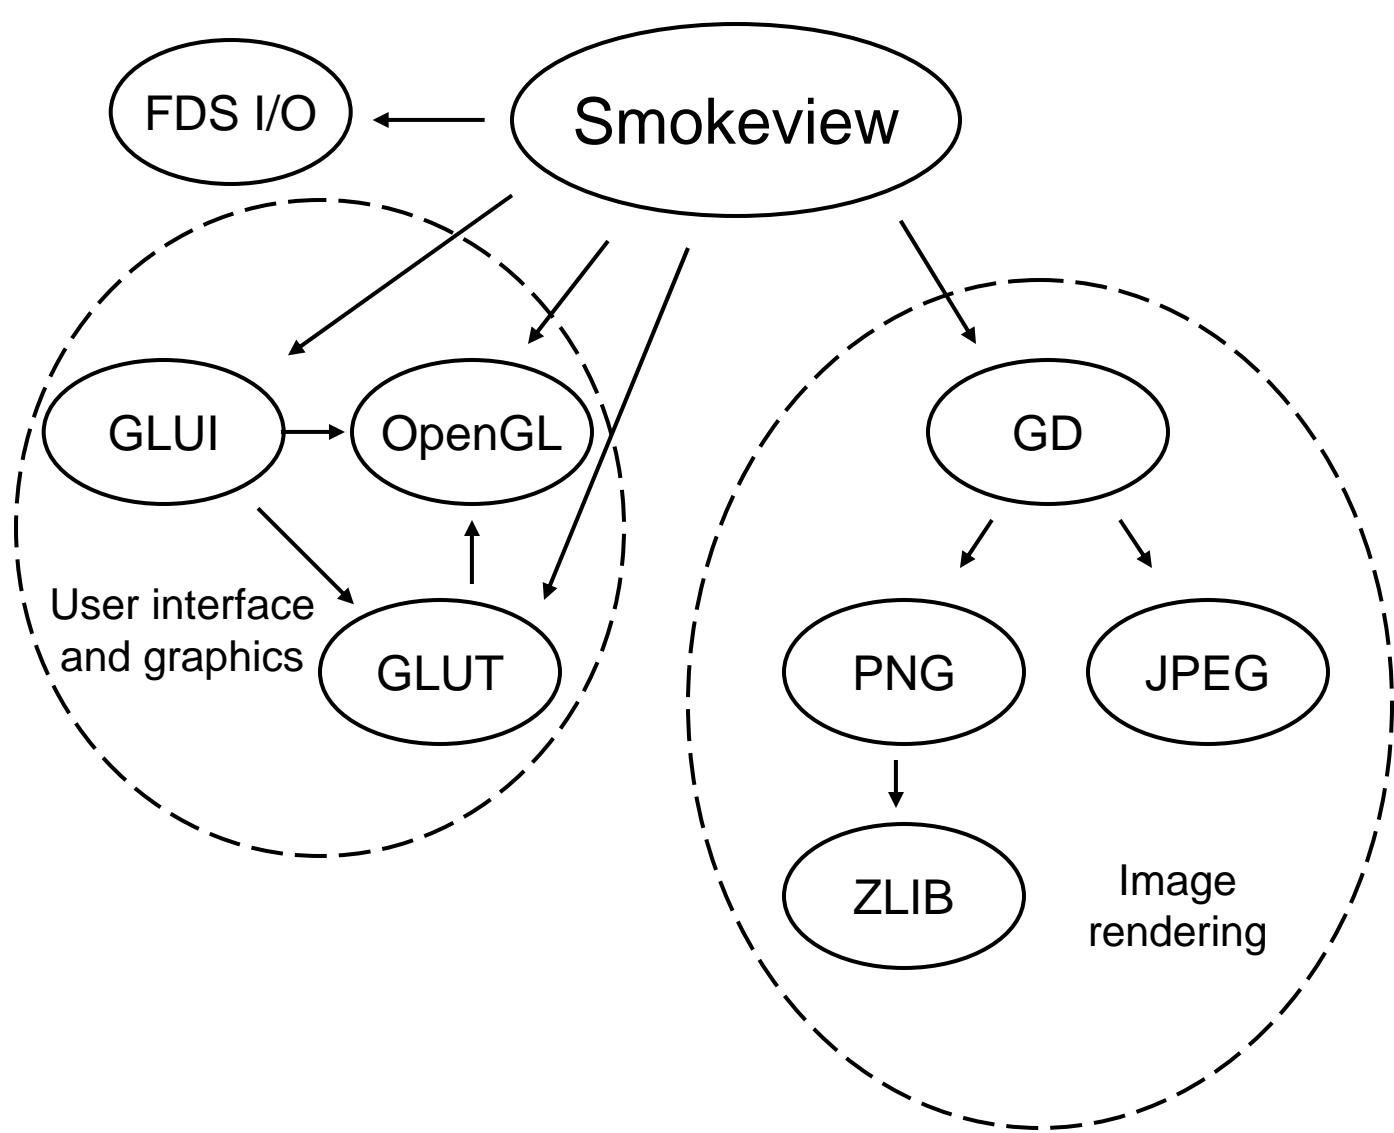 FDS I/O
Smokeview
GLUI
OpenGL
GD
User interface
and graphics
GLUT
PNG
JPEG
ZLIB
Image
rendering